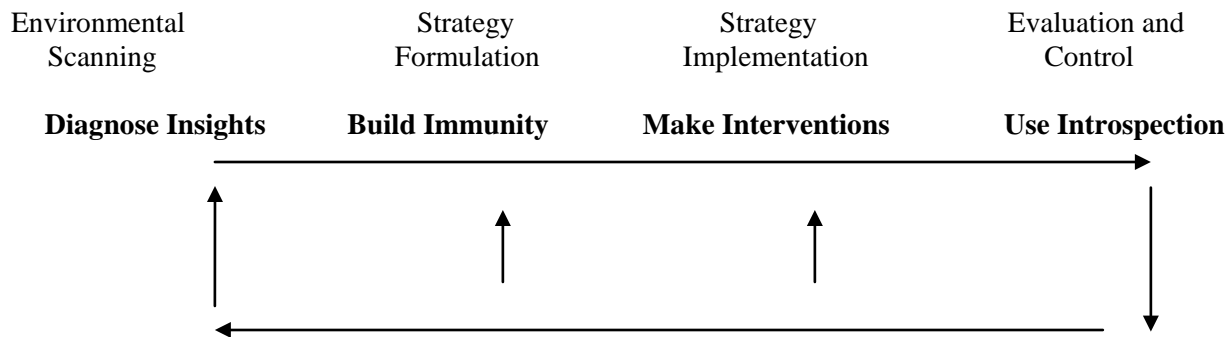 Environmental Scanning
Strategy Formulation
Strategy Implementation
Evaluation and Control
Diagnose Insights
Build Immunity
Make Interventions
Use Introspection